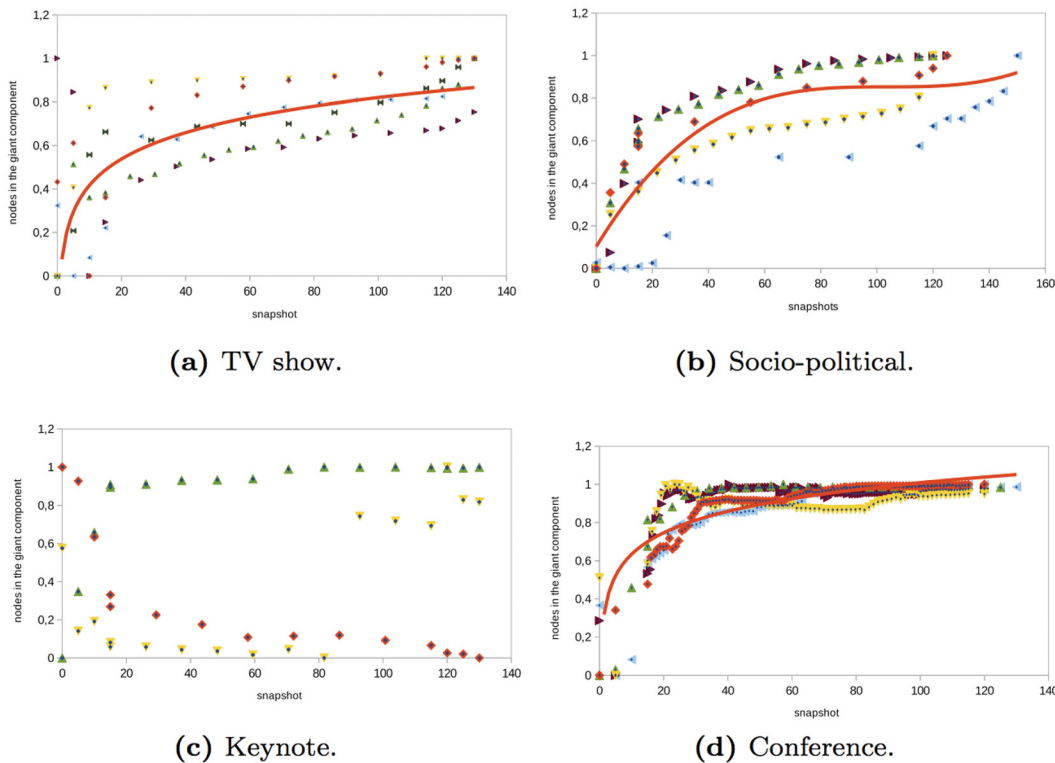 1,2
1
0,8
0,6
0,4
0,2
0
nodes in the giant component
0 20 40 60 80 100 120 140
snapshot
(a) TV show.
1,2
1
0,8
0,6
0,4
0,2
0
nodes in the giant component
0 20 40 60 80 100 120 140 160
snapshots
(b) Socio-political.
1,2
1
0,8
0,6
0,4
0,2
0
nodes in the giant component
0 20 40 60 80 100 120 140
snapshot
(c) Keynote.
1,2
1
0,8
0,6
0,4
0,2
0
nodes in the giant component
0 20 40 60 80 100 120 140
snapshot
(d) Conference.